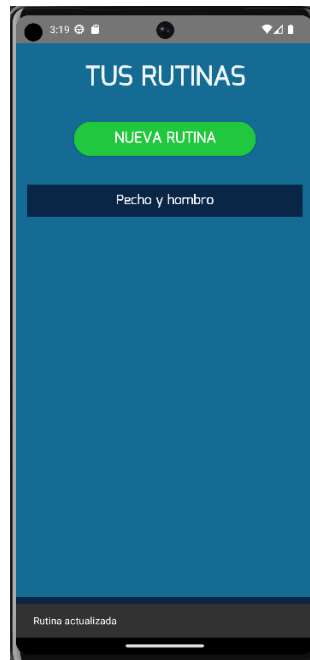 3:19
TUS RUTINAS
NUEVA RUTINA
Pecho y hombro
Rutina actualizada